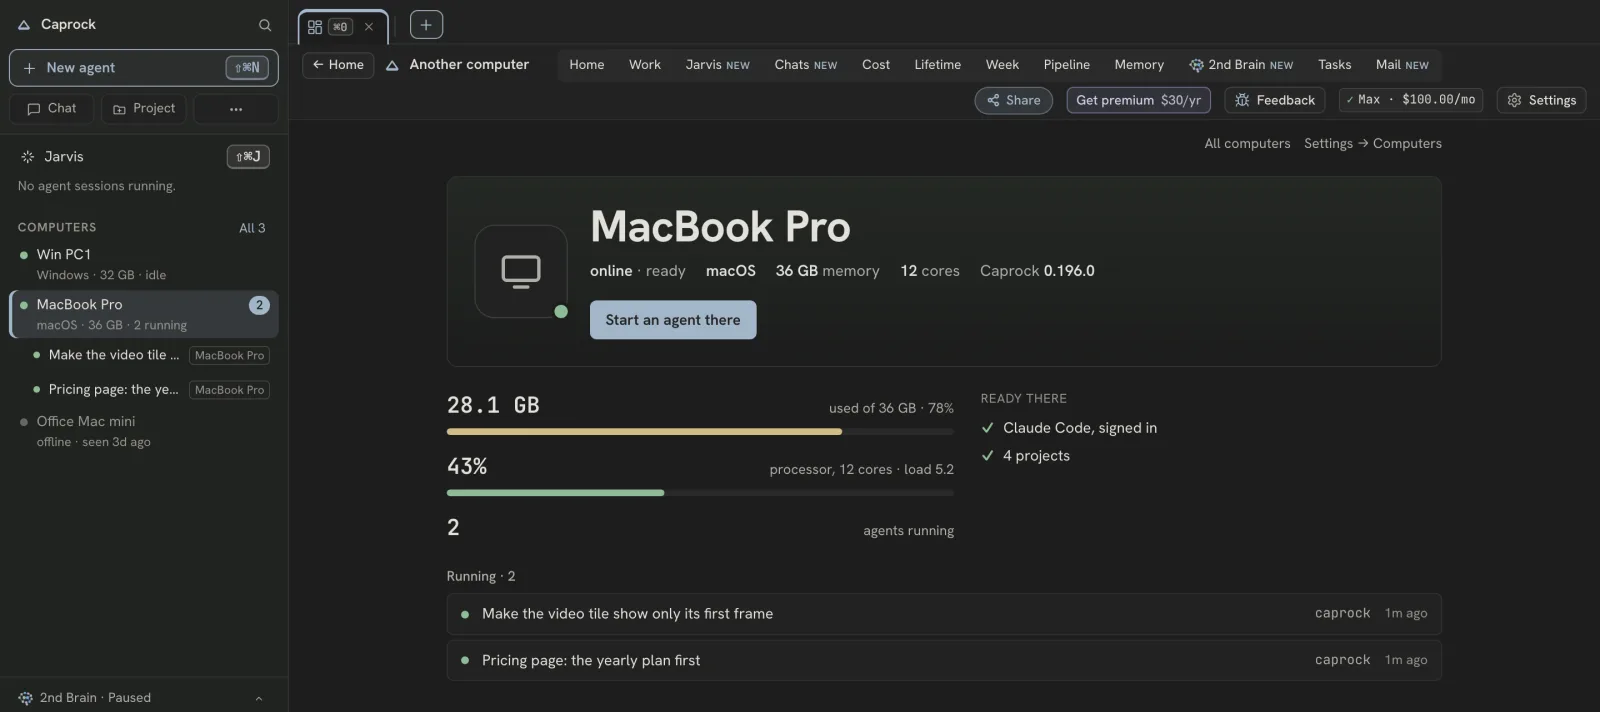 Caprock
New agent ⇧⌘N
Chat Project ...
Jarvis ⇧⌘J
No agent sessions running.
COMPUTERS All 3
Win PC1
Windows · 32 GB · idle
MacBook Pro 2
macOS · 36 GB · 2 running
Make the video tile ... MacBook Pro
Pricing page: the ye... MacBook Pro
Office Mac mini
offline · seen 3d ago
2nd Brain · Paused
⌘0
← Home Another computer Home Work Jarvis NEW Chats NEW Cost Lifetime Week Pipeline Memory 2nd Brain NEW Tasks Mail NEW
Share Get premium $30/yr Feedback ✓ Max · $100.00/mo Settings
All computers Settings → Computers
MacBook Pro
online · ready macOS 36 GB memory 12 cores Caprock 0.196.0
Start an agent there
28.1 GB used of 36 GB · 78%
43% processor, 12 cores · load 5.2
2 agents running
READY THERE
✓ Claude Code, signed in
✓ 4 projects
Running · 2
Make the video tile show only its first frame caprock 1m ago
Pricing page: the yearly plan first caprock 1m ago